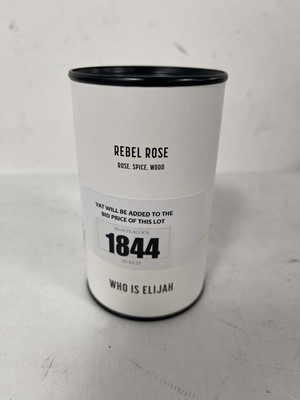 REBEL ROSE
ROSE. SPICE. WOOD
VAT WILL BE ADDED TO THE
BID PRICE OF THIS LOT
1844
WHO IS ELIJAH